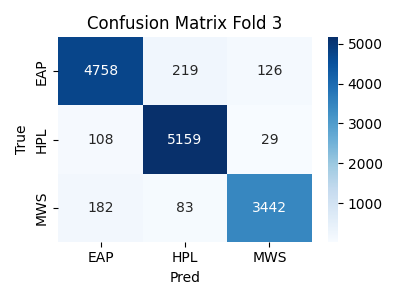 Confusion Matrix Fold 3
True
EAP
4758 219 126
HPL
108 5159 29
MWS
182 83 3442
EAP HPL MWS
Pred
5000
4000
3000
2000
1000